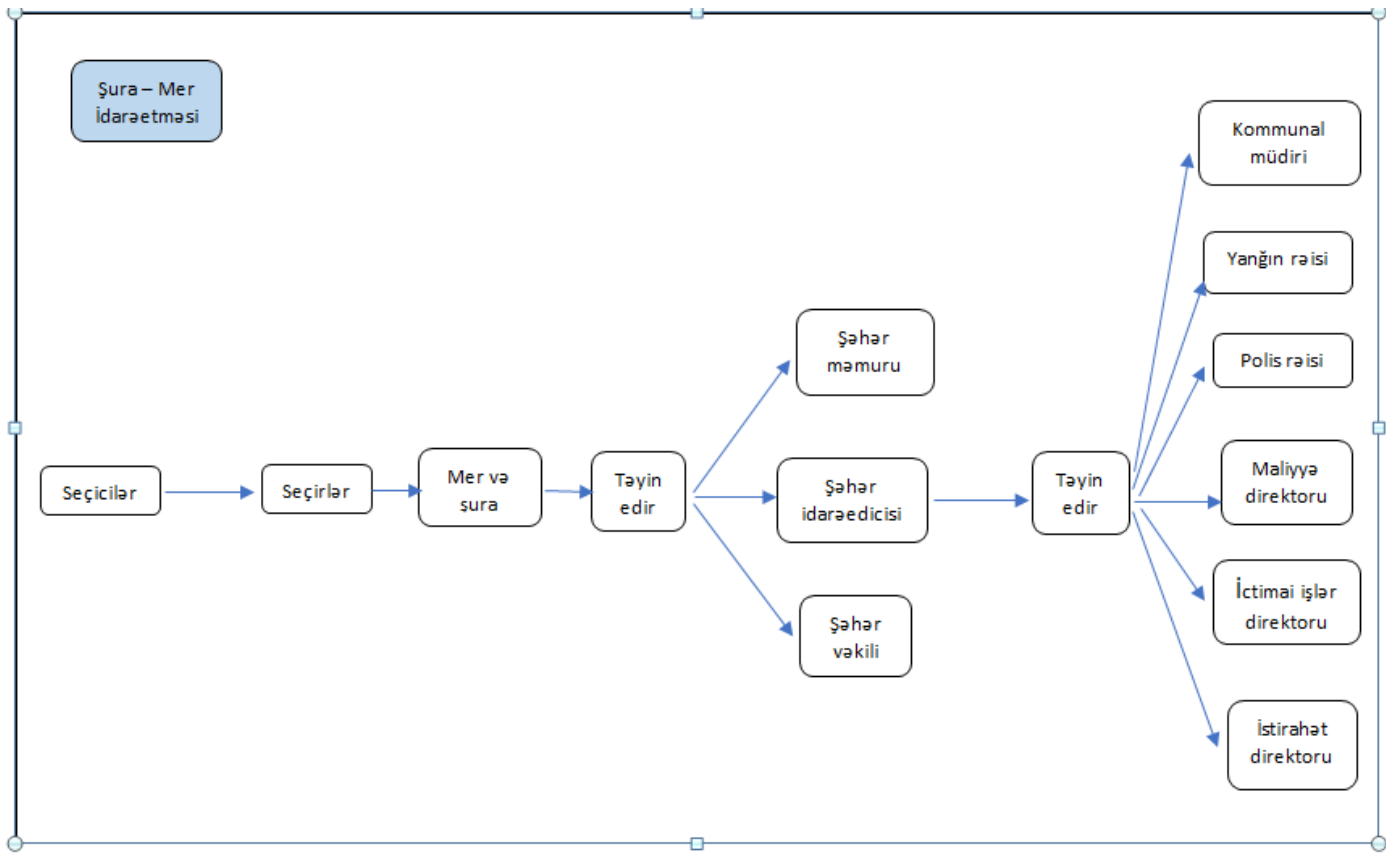 Şura – Mer
İdarəetməsi
Seçicilər
Seçirlər
Mer və
şura
Təyin
edir
Şəhər
məmuru
Şəhər
idarəedicisi
Şəhər
vəkili
Təyin
edir
Kommunal
müdiri
Yanğın rəisi
Polis rəisi
Maliyyə
direktoru
İctimai işlər
direktoru
İstirahət
direktoru